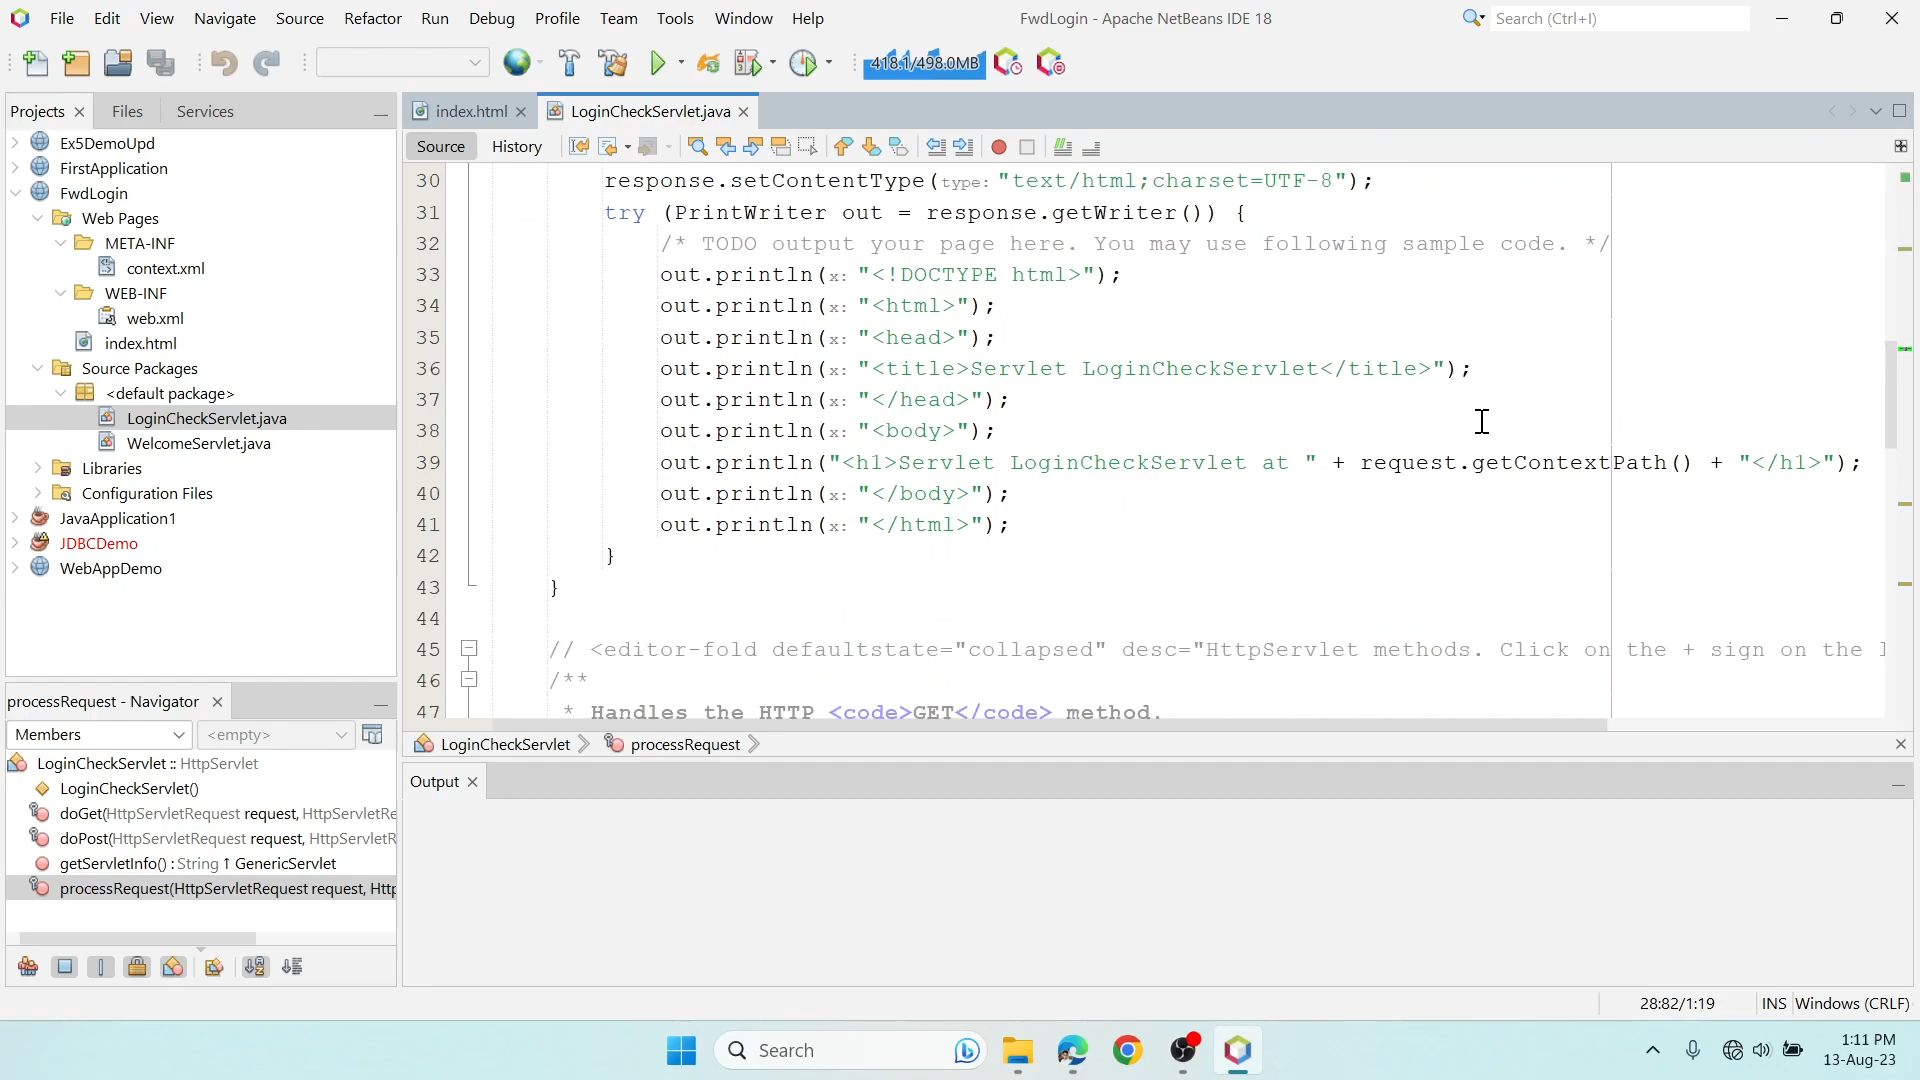 File Edit View Navigate Source Refactor Run Debug Profile Team Tools Window Help FwdLogin - Apache NetBeans IDE 18 Search (Ctrl+I)
418.1/498.0MB
Projects Files Services index.html LoginCheckServlet.java
Source History
Ex5DemoUpd
FirstApplication
FwdLogin
Web Pages
META-INF
context.xml
WEB-INF
web.xml
index.html
Source Packages
<default package>
LoginCheckServlet.java
WelcomeServlet.java
Libraries
Configuration Files
JavaApplication1
JDBCDemo
WebAppDemo
30 response.setContentType(type: "text/html;charset=UTF-8");
31 try (PrintWriter out = response.getWriter()) {
32 /* TODO output your page here. You may use following sample code. */
33 out.println(x: "<!DOCTYPE html>");
34 out.println(x: "<html>");
35 out.println(x: "<head>");
36 out.println(x: "<title>Servlet LoginCheckServlet</title>");
37 out.println(x: "</head>");
38 out.println(x: "<body>");
39 out.println("<h1>Servlet LoginCheckServlet at " + request.getContextPath() + "</h1>");
40 out.println(x: "</body>");
41 out.println(x: "</html>");
42 }
43 }
44
45 // <editor-fold defaultstate="collapsed" desc="HttpServlet methods. Click on the + sign on the
46 /**
47 * Handles the HTTP <code>GET</code> method.
LoginCheckServlet processRequest
processRequest - Navigator
Members <empty>
LoginCheckServlet :: HttpServlet
LoginCheckServlet()
doGet(HttpServletRequest request, HttpServletRe
doPost(HttpServletRequest request, HttpServletR
getServletInfo() : String ↑ GenericServlet
processRequest(HttpServletRequest request, Http
Output
28:82/1:19 INS Windows (CRLF)
Search
1:11 PM
13-Aug-23